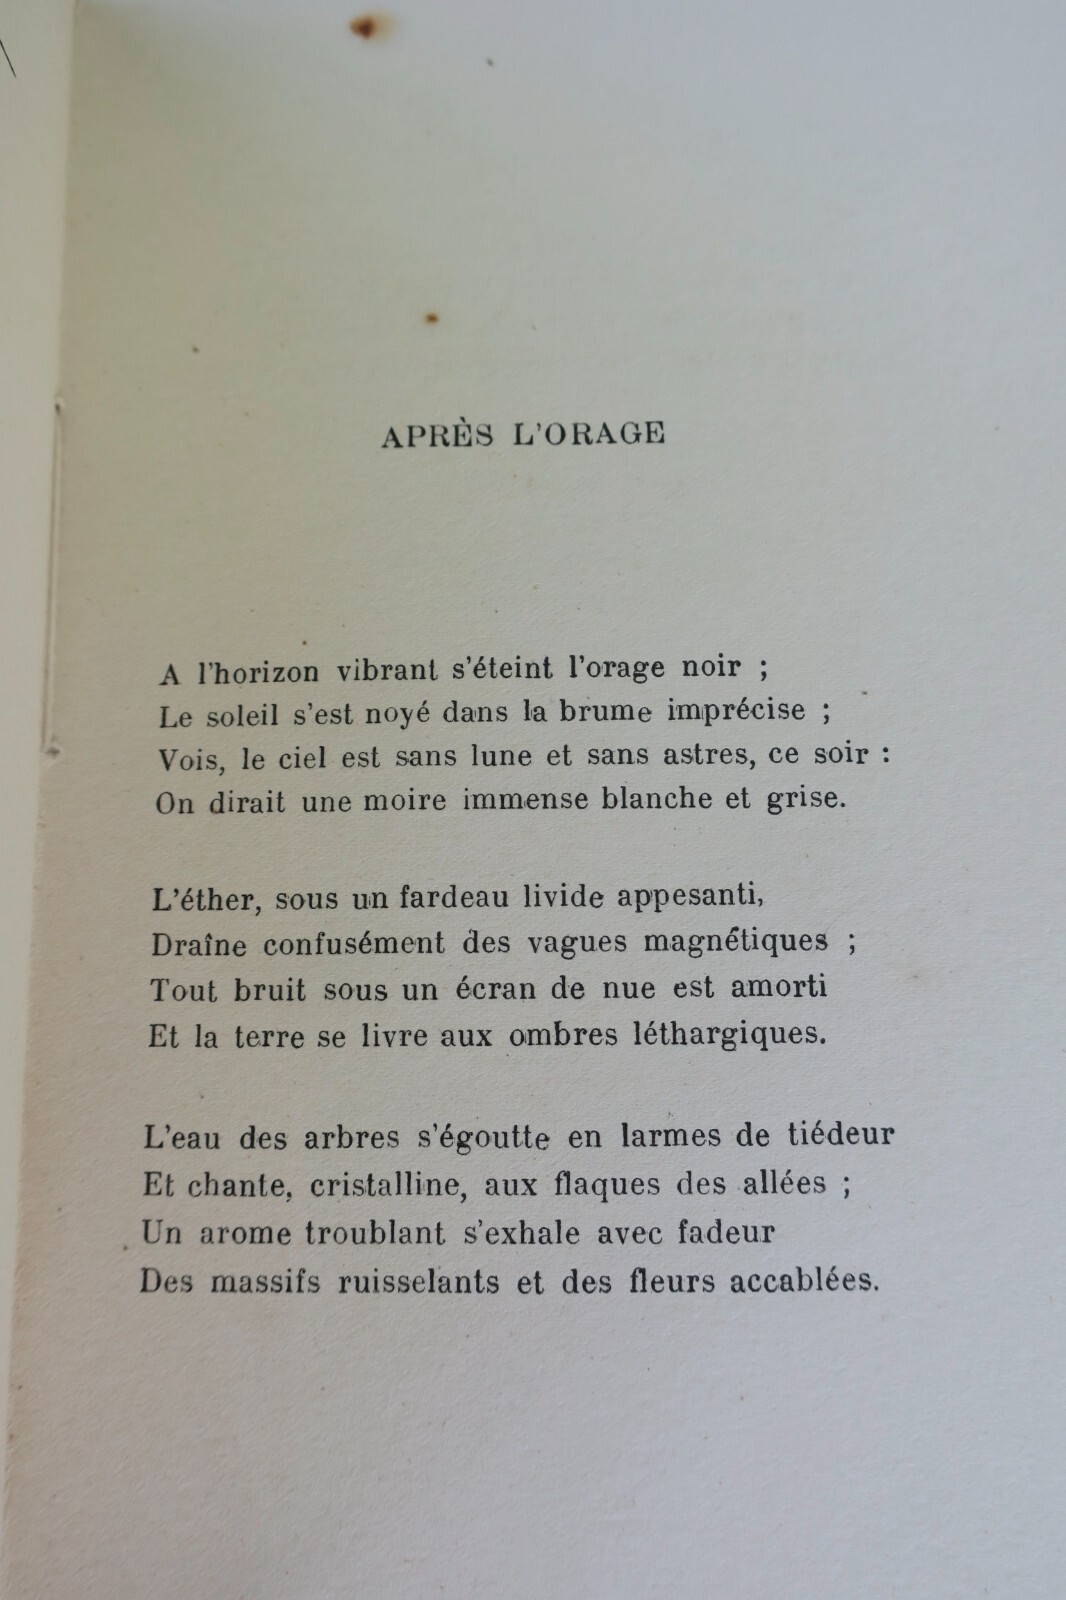 APRÈS L'ORAGE
A l'horizon vibrant s'éteint l'orage noir ;
Le soleil s'est noyé dans la brume imprécise ;
Vois, le ciel est sans lune et sans astres, ce soir :
On dirait une moire immense blanche et grise.
L'éther, sous un fardeau livide appesanti,
Draîne confusément des vagues magnétiques ;
Tout bruit sous un écran de nue est amorti
Et la terre se livre aux ombres léthargiques.
L'eau des arbres s'égoutte en larmes de tiédeur
Et chante, cristalline, aux flaques des allées ;
Un arome troublant s'exhale avec fadeur
Des massifs ruisselants et des fleurs accablées.